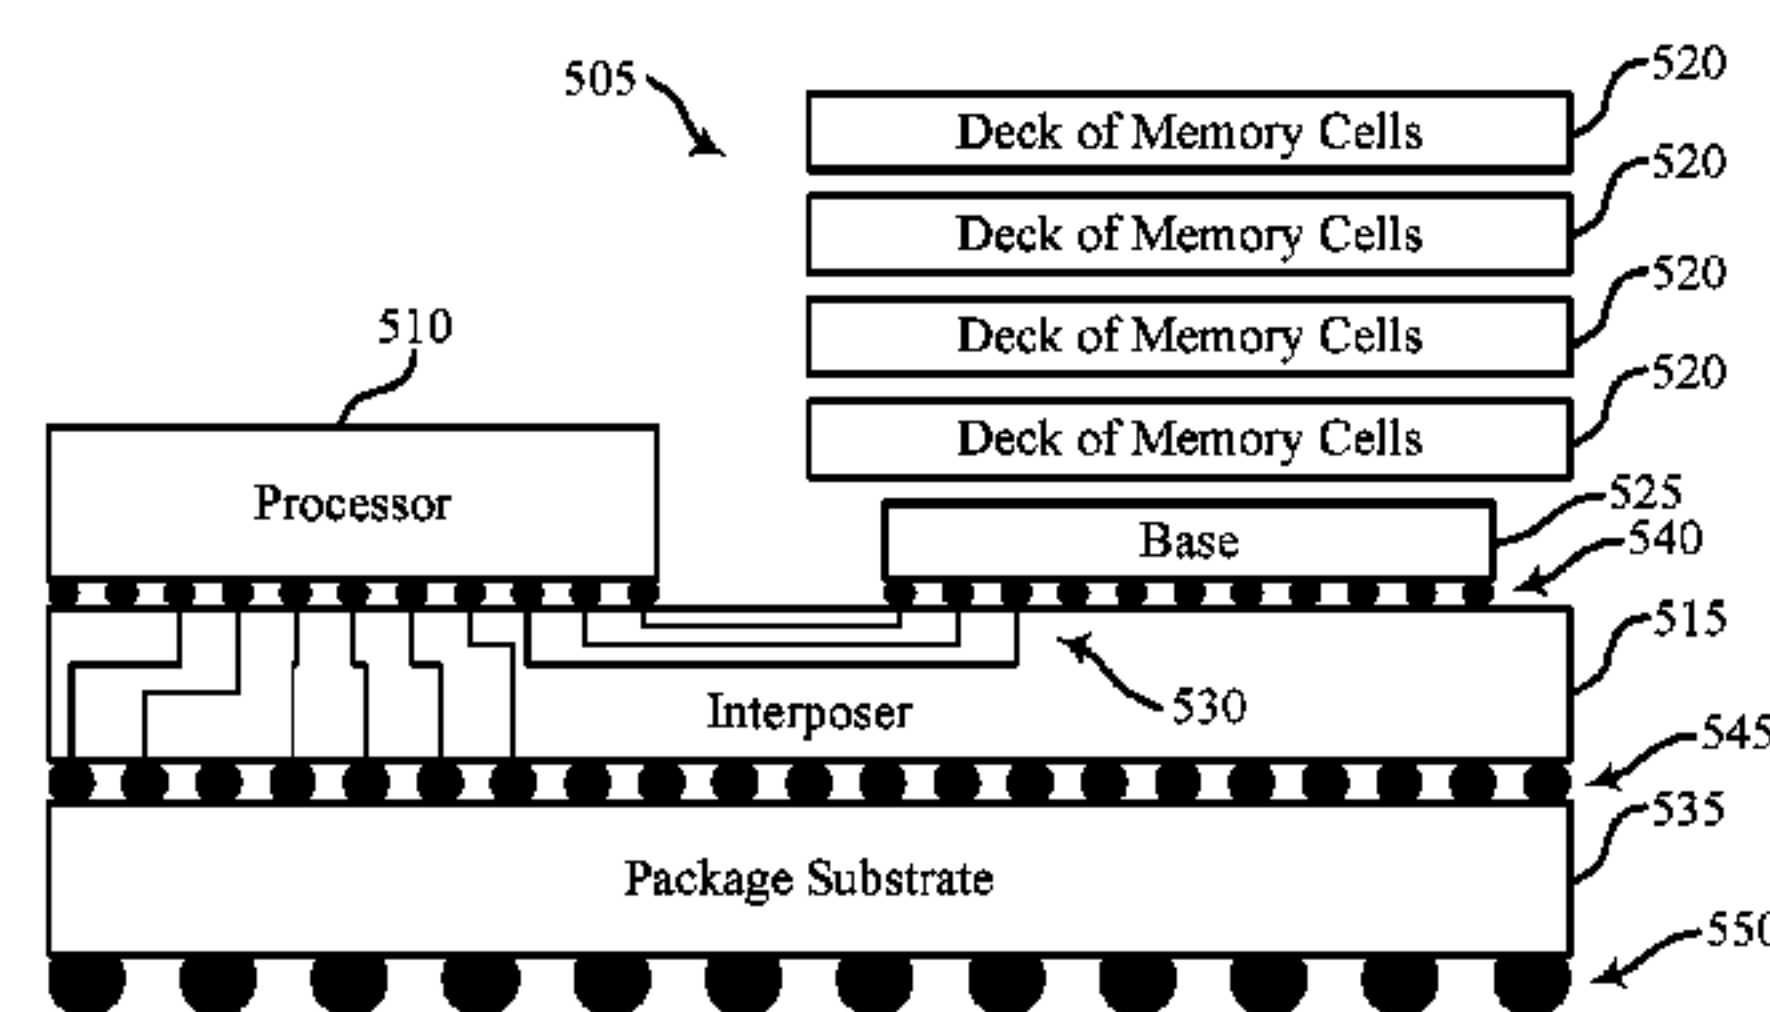 520
505
Deck of Memory Cells
520
Deck of Memory Cells
520
510
Deck of Memory Cells
520
Deck of Memory Cells
Processor
525
Base
540
515
Interposer
530
545
535
Package Substrate
550